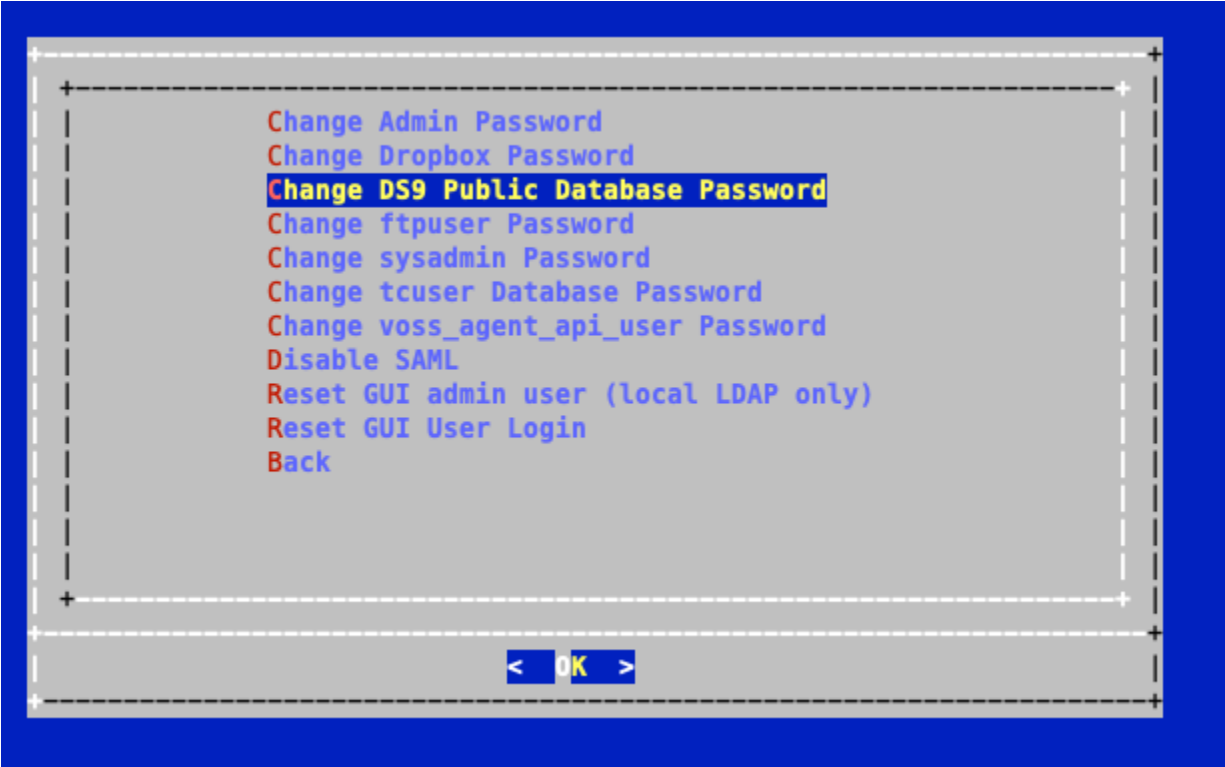 Change Admin Password
Change Dropbox Password
Change DS9 Public Database Password
Change ftpuser Password
Change sysadmin Password
Change tcuser Database Password
Change voss_agent_api_user Password
Disable SAML
Reset GUI admin user (local LDAP only)
Reset GUI User Login
Back
<  OK  >